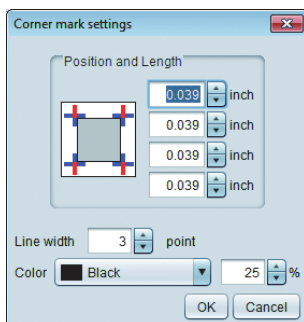 Corner mark settings
Position and Length
0.039 inch
0.039 inch
0.039 inch
0.039 inch
Line width 3 point
Color Black 25 %
OK Cancel